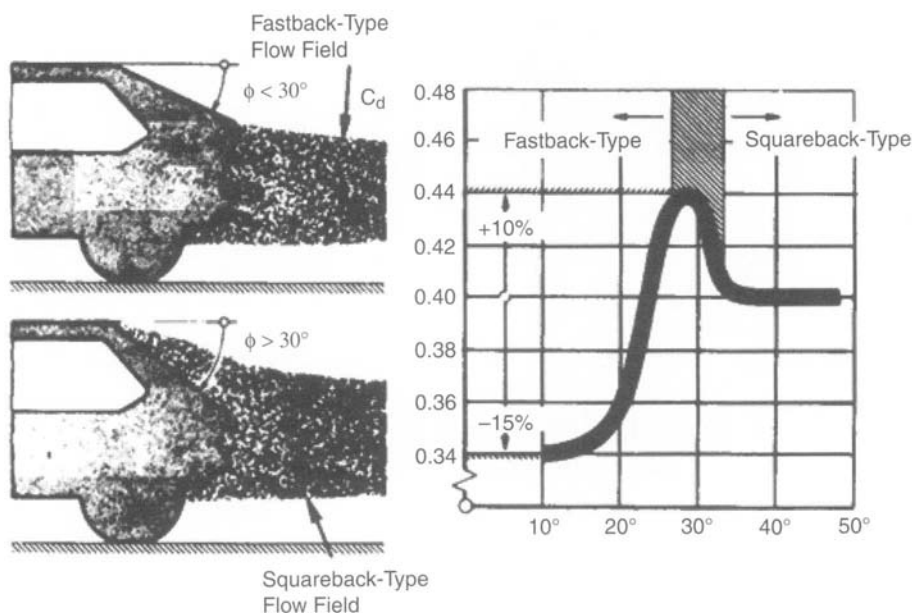 Fastback-Type
Flow Field
ϕ < 30°
C_d
ϕ > 30°
Squareback-Type
Flow Field
0.48
0.46
0.44
0.42
0.40
0.38
0.36
0.34
Fastback-Type
Squareback-Type
+10%
–15%
10° 20° 30° 40° 50°